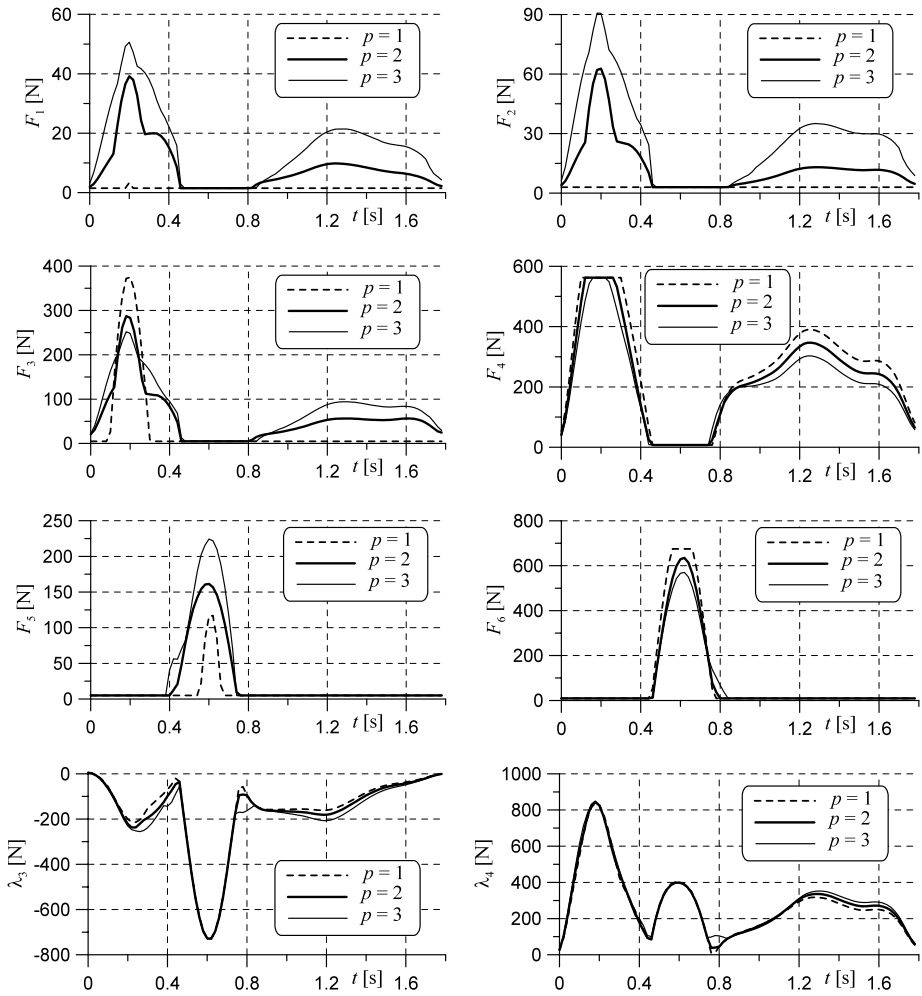 60
40
20
0
F1 [N]
p = 1
p = 2
p = 3
0 0.4 0.8 1.2 1.6
t [s]
90
60
30
0
F2 [N]
p = 1
p = 2
p = 3
0 0.4 0.8 1.2 1.6
t [s]
400
300
200
100
0
F3 [N]
p = 1
p = 2
p = 3
0 0.4 0.8 1.2 1.6
t [s]
600
400
200
0
F4 [N]
p = 1
p = 2
p = 3
0 0.4 0.8 1.2 1.6
t [s]
250
200
150
100
50
0
F5 [N]
p = 1
p = 2
p = 3
0 0.4 0.8 1.2 1.6
t [s]
800
600
400
200
0
F6 [N]
p = 1
p = 2
p = 3
0 0.4 0.8 1.2 1.6
t [s]
0
-200
-400
-600
-800
λ3 [N]
p = 1
p = 2
p = 3
0 0.4 0.8 1.2 1.6
t [s]
1000
800
600
400
200
0
λ4 [N]
p = 1
p = 2
p = 3
0 0.4 0.8 1.2 1.6
t [s]